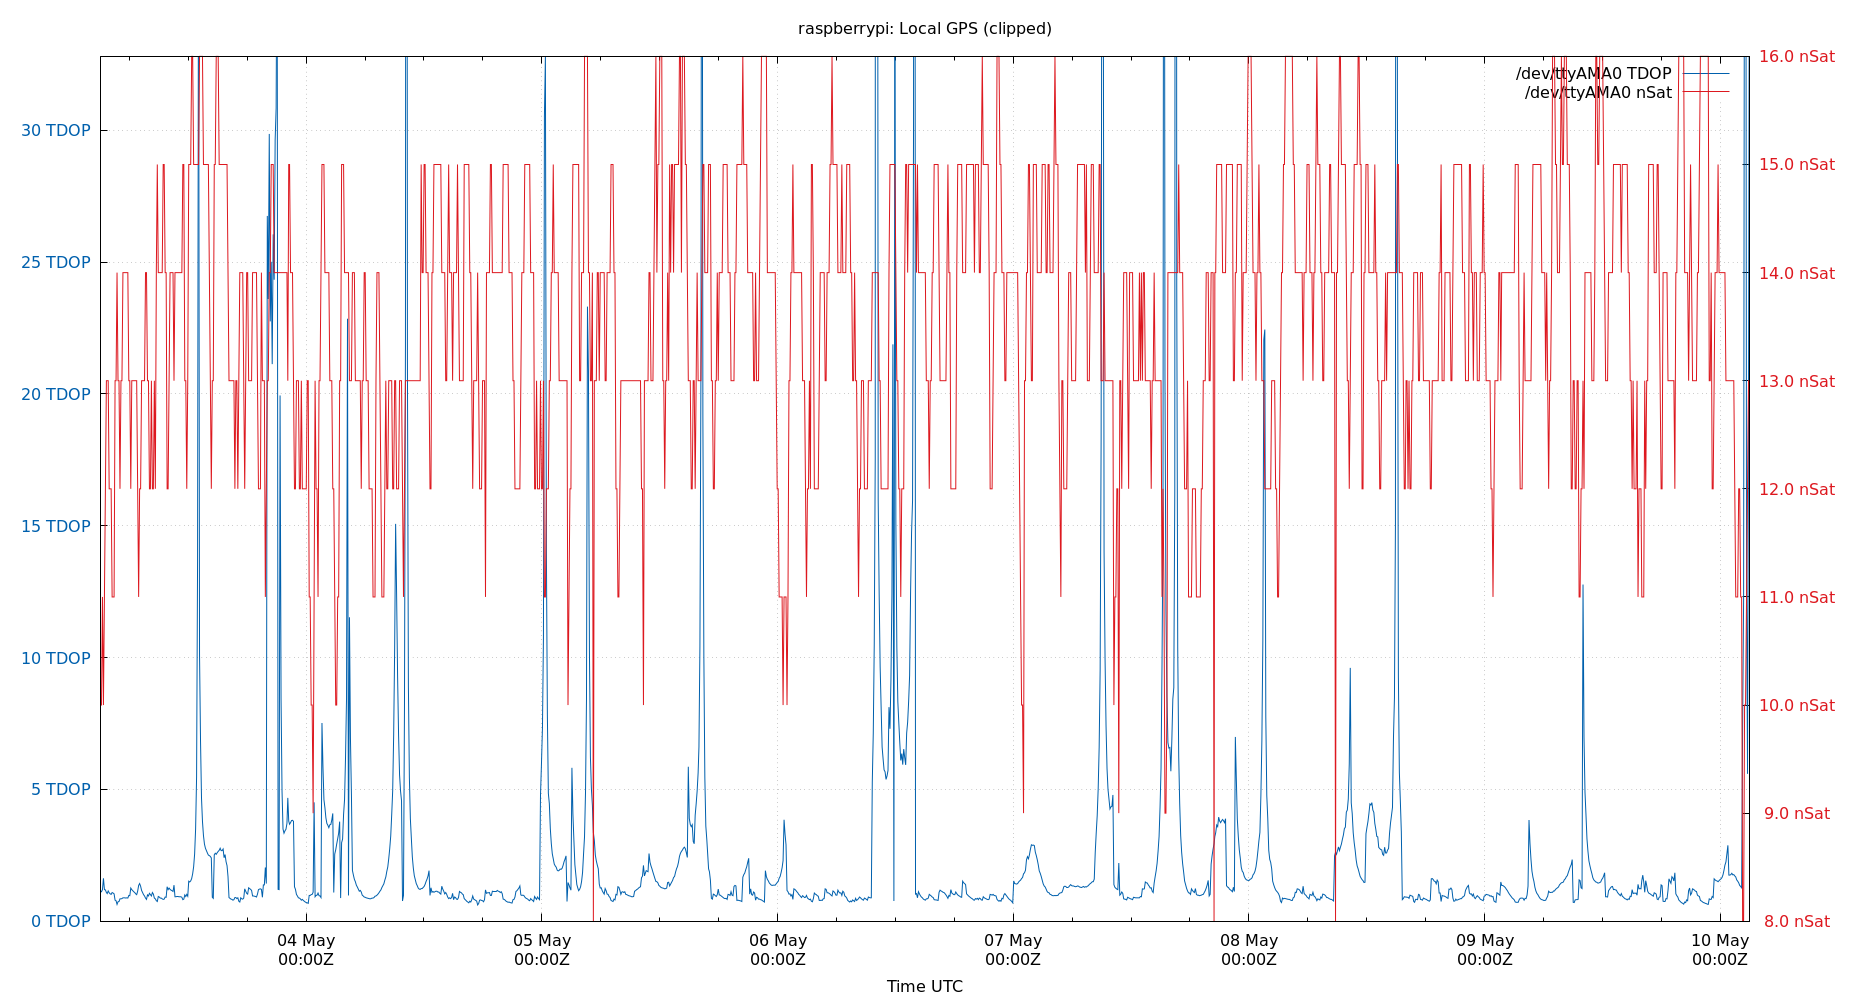 raspberrypi: Local GPS (clipped)
16.0 nSat
/dev/ttyAMA0 TDOP
/dev/ttyAMA0 nSat
30 TDOP
15.0 nSat
25 TDOP
14.0 nSat
20 TDOP
13.0 nSat
12.0 nSat
15 TDOP
11.0 nSat
10 TDOP
10.0 nSat
5 TDOP
9.0 nSat
0 TDOP
8.0 nSat
04 May 05 May 06 May 07 May 08 May 09 May 10 May
00:00Z 00:00Z 00:00Z 00:00Z 00:00Z 00:00Z 00:00Z
Time UTC